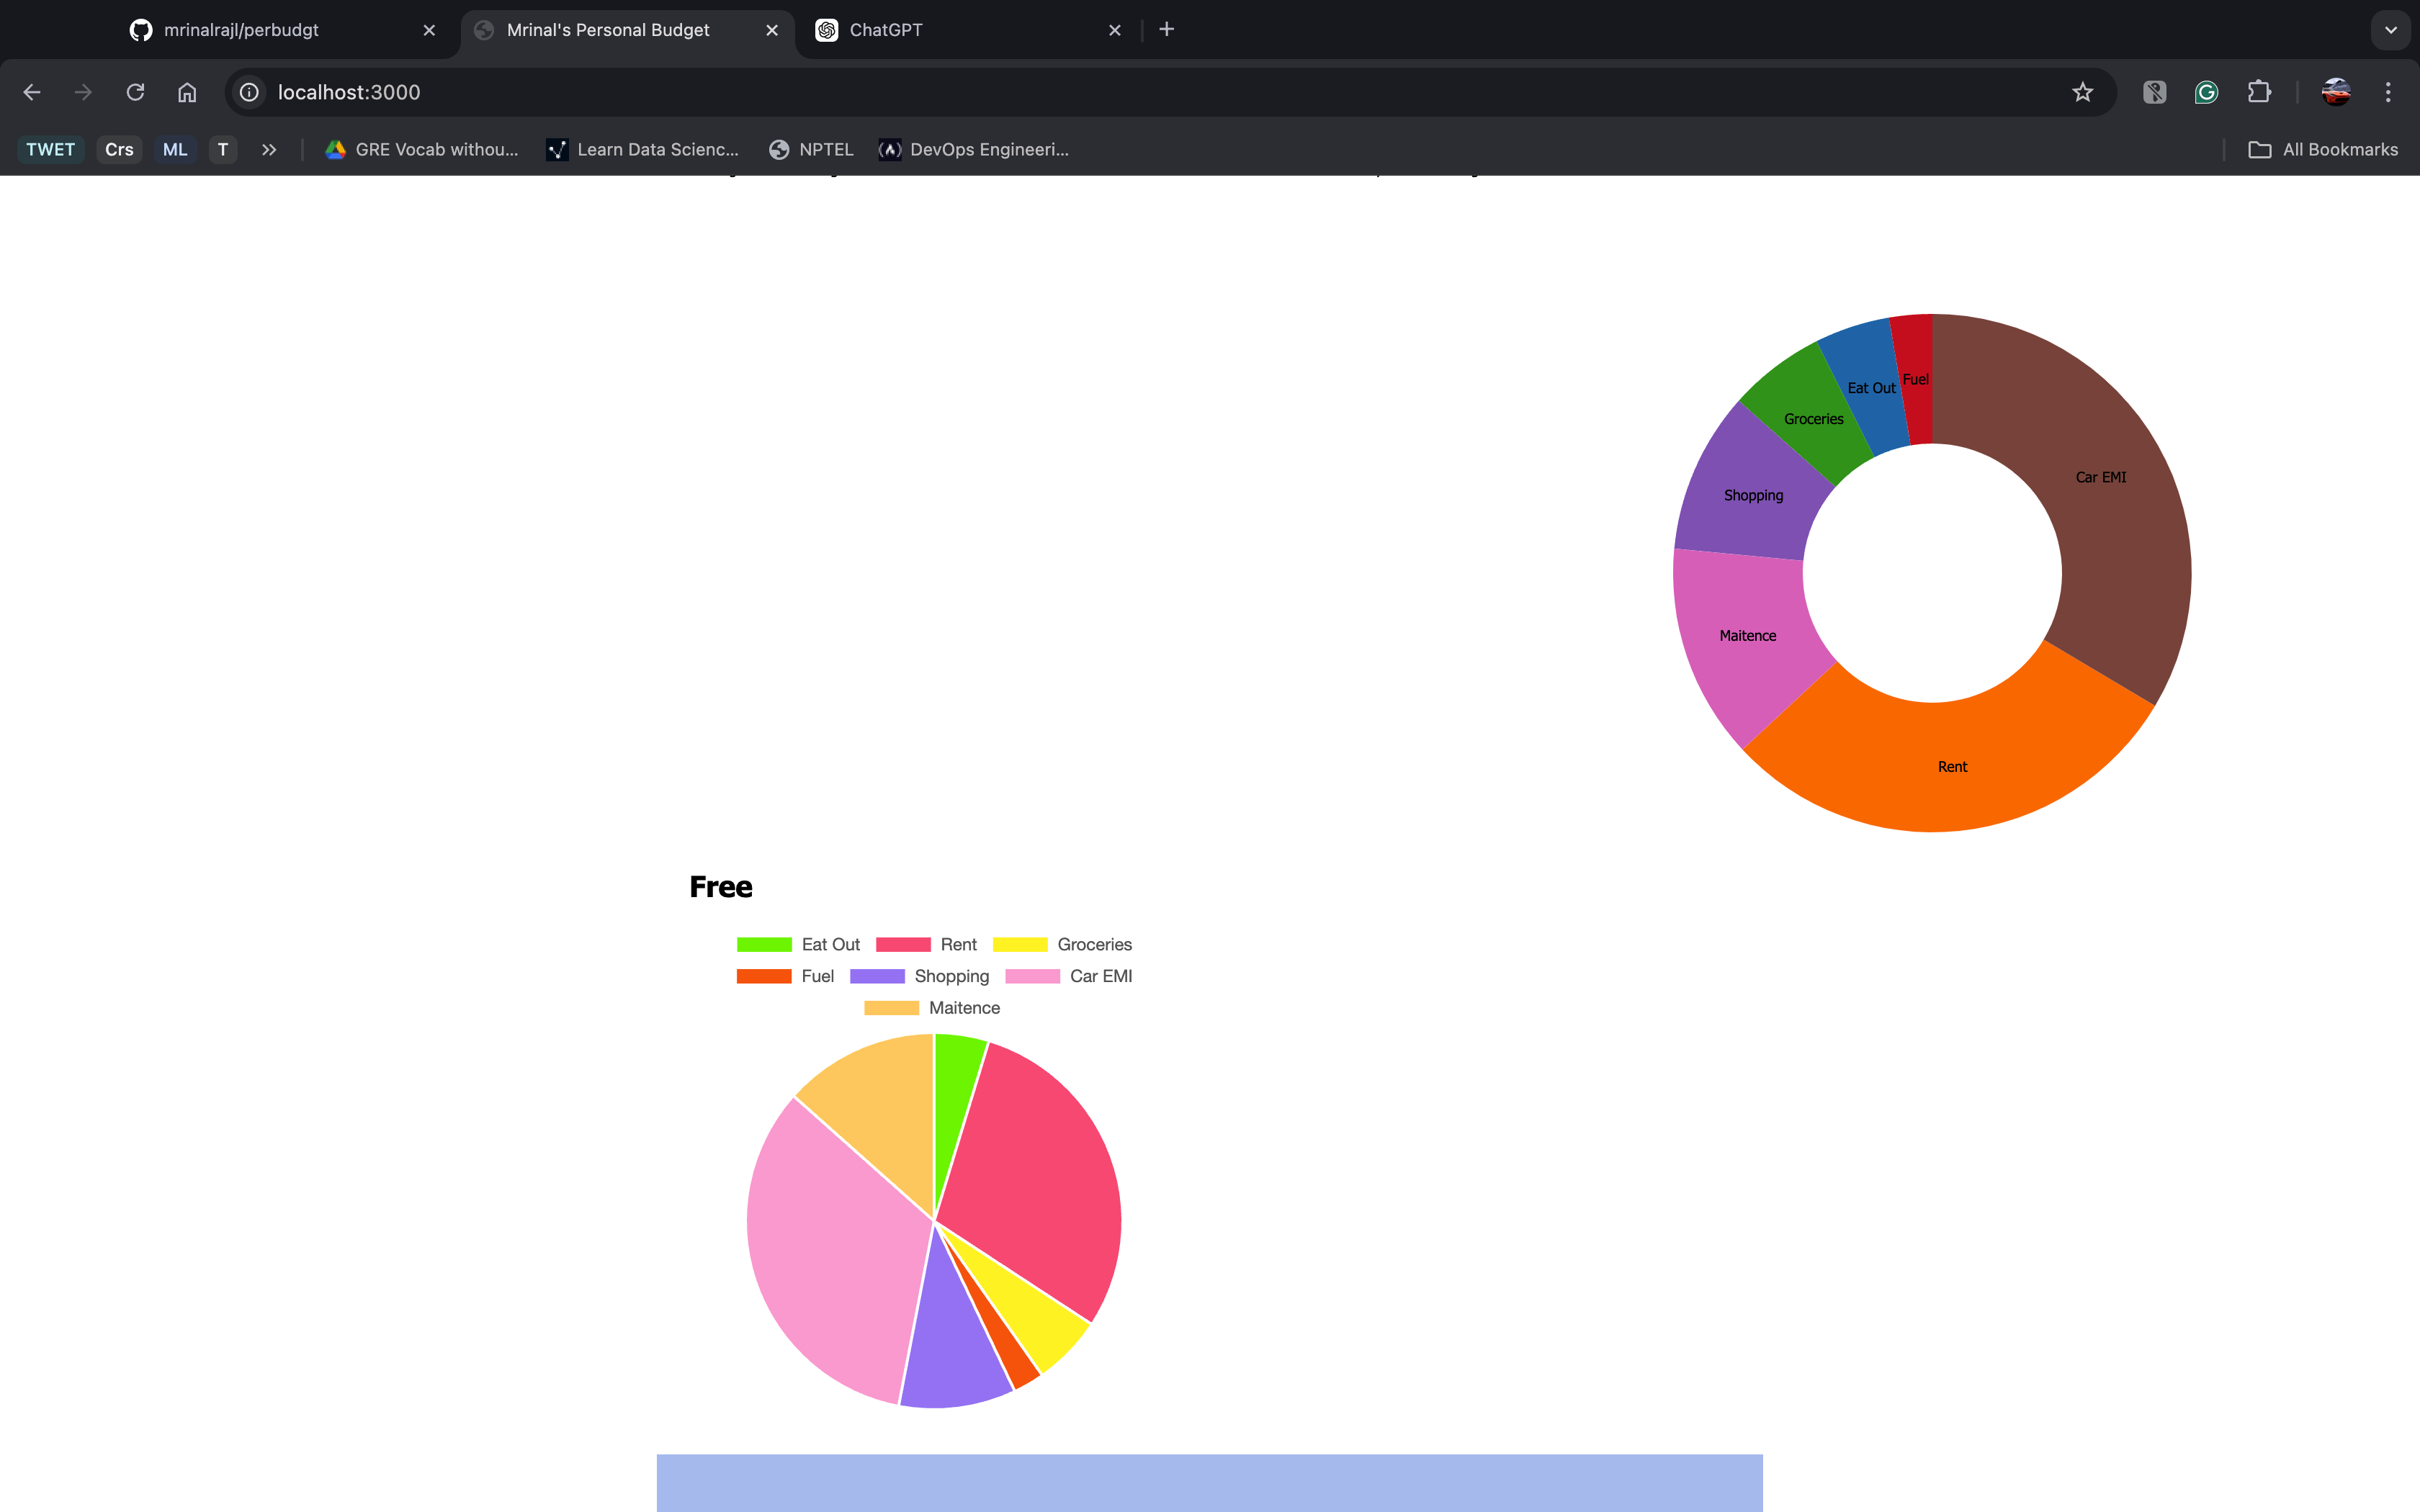 mrinalrajl/perbudgt
Mrinal's Personal Budget
ChatGPT
localhost:3000
TWET Crs ML T GRE Vocab withou... Learn Data Scienc... NPTEL DevOps Engineeri... All Bookmarks
Fuel
Eat Out
Groceries
Car EMI
Shopping
Maitence
Rent
Free
Eat Out Rent Groceries
Fuel Shopping Car EMI
Maitence